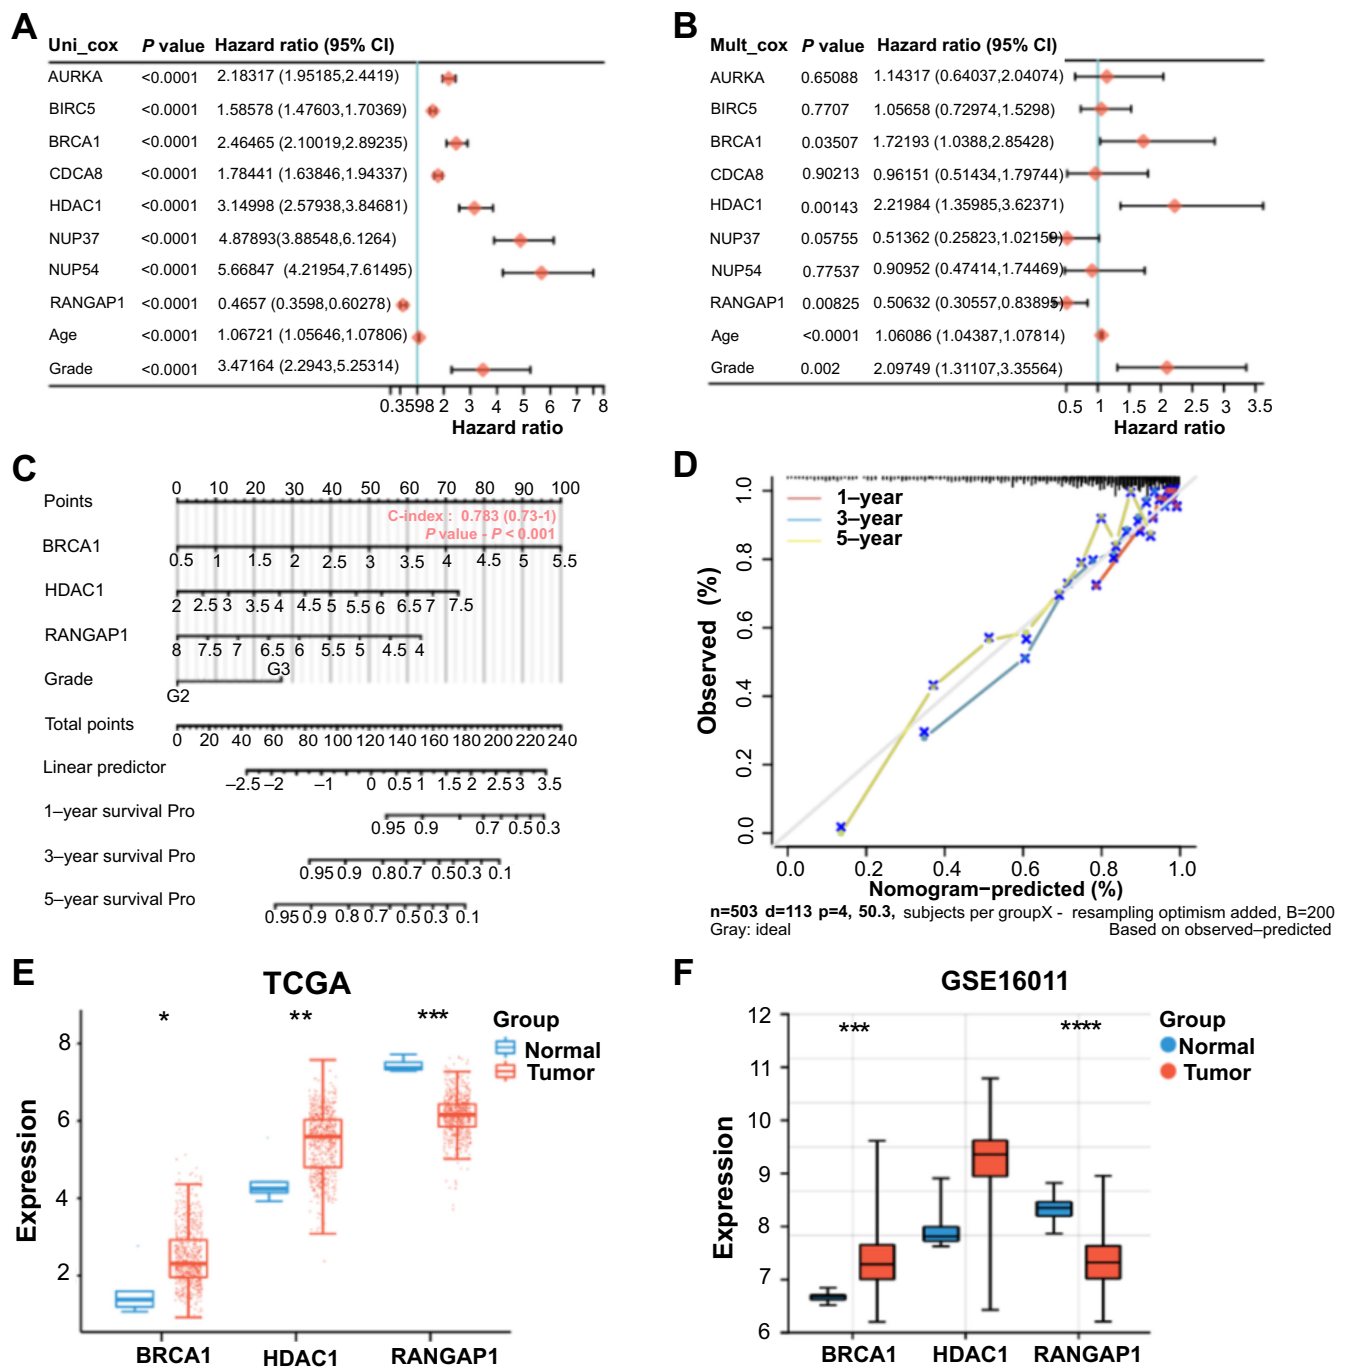 A
Uni_cox P value Hazard ratio (95% CI)
AURKA <0.0001 2.18317 (1.95185,2.4419)
BIRC5 <0.0001 1.58578 (1.47603,1.70369)
BRCA1 <0.0001 2.46465 (2.10019,2.89235)
CDCA8 <0.0001 1.78441 (1.63846,1.94337)
HDAC1 <0.0001 3.14998 (2.57938,3.84681)
NUP37 <0.0001 4.87893(3.88548,6.1264)
NUP54 <0.0001 5.66847 (4.21954,7.61495)
RANGAP1 <0.0001 0.4657 (0.3598,0.60278)
Age <0.0001 1.06721 (1.05646,1.07806)
Grade <0.0001 3.47164 (2.2943,5.25314)
0.3598 2 3 4 5 6 7 8
Hazard ratio
B
Mult_cox P value Hazard ratio (95% CI)
AURKA 0.65088 1.14317 (0.64037,2.04074)
BIRC5 0.7707 1.05658 (0.72974,1.5298)
BRCA1 0.03507 1.72193 (1.0388,2.85428)
CDCA8 0.90213 0.96151 (0.51434,1.79744)
HDAC1 0.00143 2.21984 (1.35985,3.62371)
NUP37 0.05755 0.51362 (0.25823,1.02159)
NUP54 0.77537 0.90952 (0.47414,1.74469)
RANGAP1 0.00825 0.50632 (0.30557,0.83895)
Age <0.0001 1.06086 (1.04387,1.07814)
Grade 0.002 2.09749 (1.31107,3.35564)
0.5 1 1.5 2 2.5 3 3.5
Hazard ratio
C
Points 0 10 20 30 40 50 60 70 80 90 100
C-index : 0.783 (0.73-1)
P value - P < 0.001
BRCA1
0.5 1 1.5 2 2.5 3 3.5 4 4.5 5 5.5
HDAC1
2 2.5 3 3.5 4 4.5 5 5.5 6 6.5 7 7.5
RANGAP1
8 7.5 7 6.5 6 5.5 5 4.5 4
Grade G3
G2
Total points
0 20 40 60 80 100 120 140 160 180 200 220 240
Linear predictor
–2.5 –2 –1 0 0.5 1 1.5 2 2.5 3 3.5
1–year survival Pro
0.95 0.9 0.7 0.5 0.3
3–year survival Pro
0.95 0.9 0.8 0.7 0.5 0.3 0.1
5–year survival Pro
0.95 0.9 0.8 0.7 0.5 0.3 0.1
D
1–year
3–year
5–year
Observed (%)
1.0
0.8
0.6
0.4
0.2
0.0
0.0 0.2 0.4 0.6 0.8 1.0
Nomogram–predicted (%)
n=503 d=113 p=4, 50.3, subjects per groupX - resampling optimism added, B=200
Gray: ideal Based on observed–predicted
E
TCGA
* ** ***
Group
Normal
Tumor
Expression
8
6
4
2
BRCA1 HDAC1 RANGAP1
F
GSE16011
*** ****
Group
Normal
Tumor
Expression
12
11
10
9
8
7
6
BRCA1 HDAC1 RANGAP1